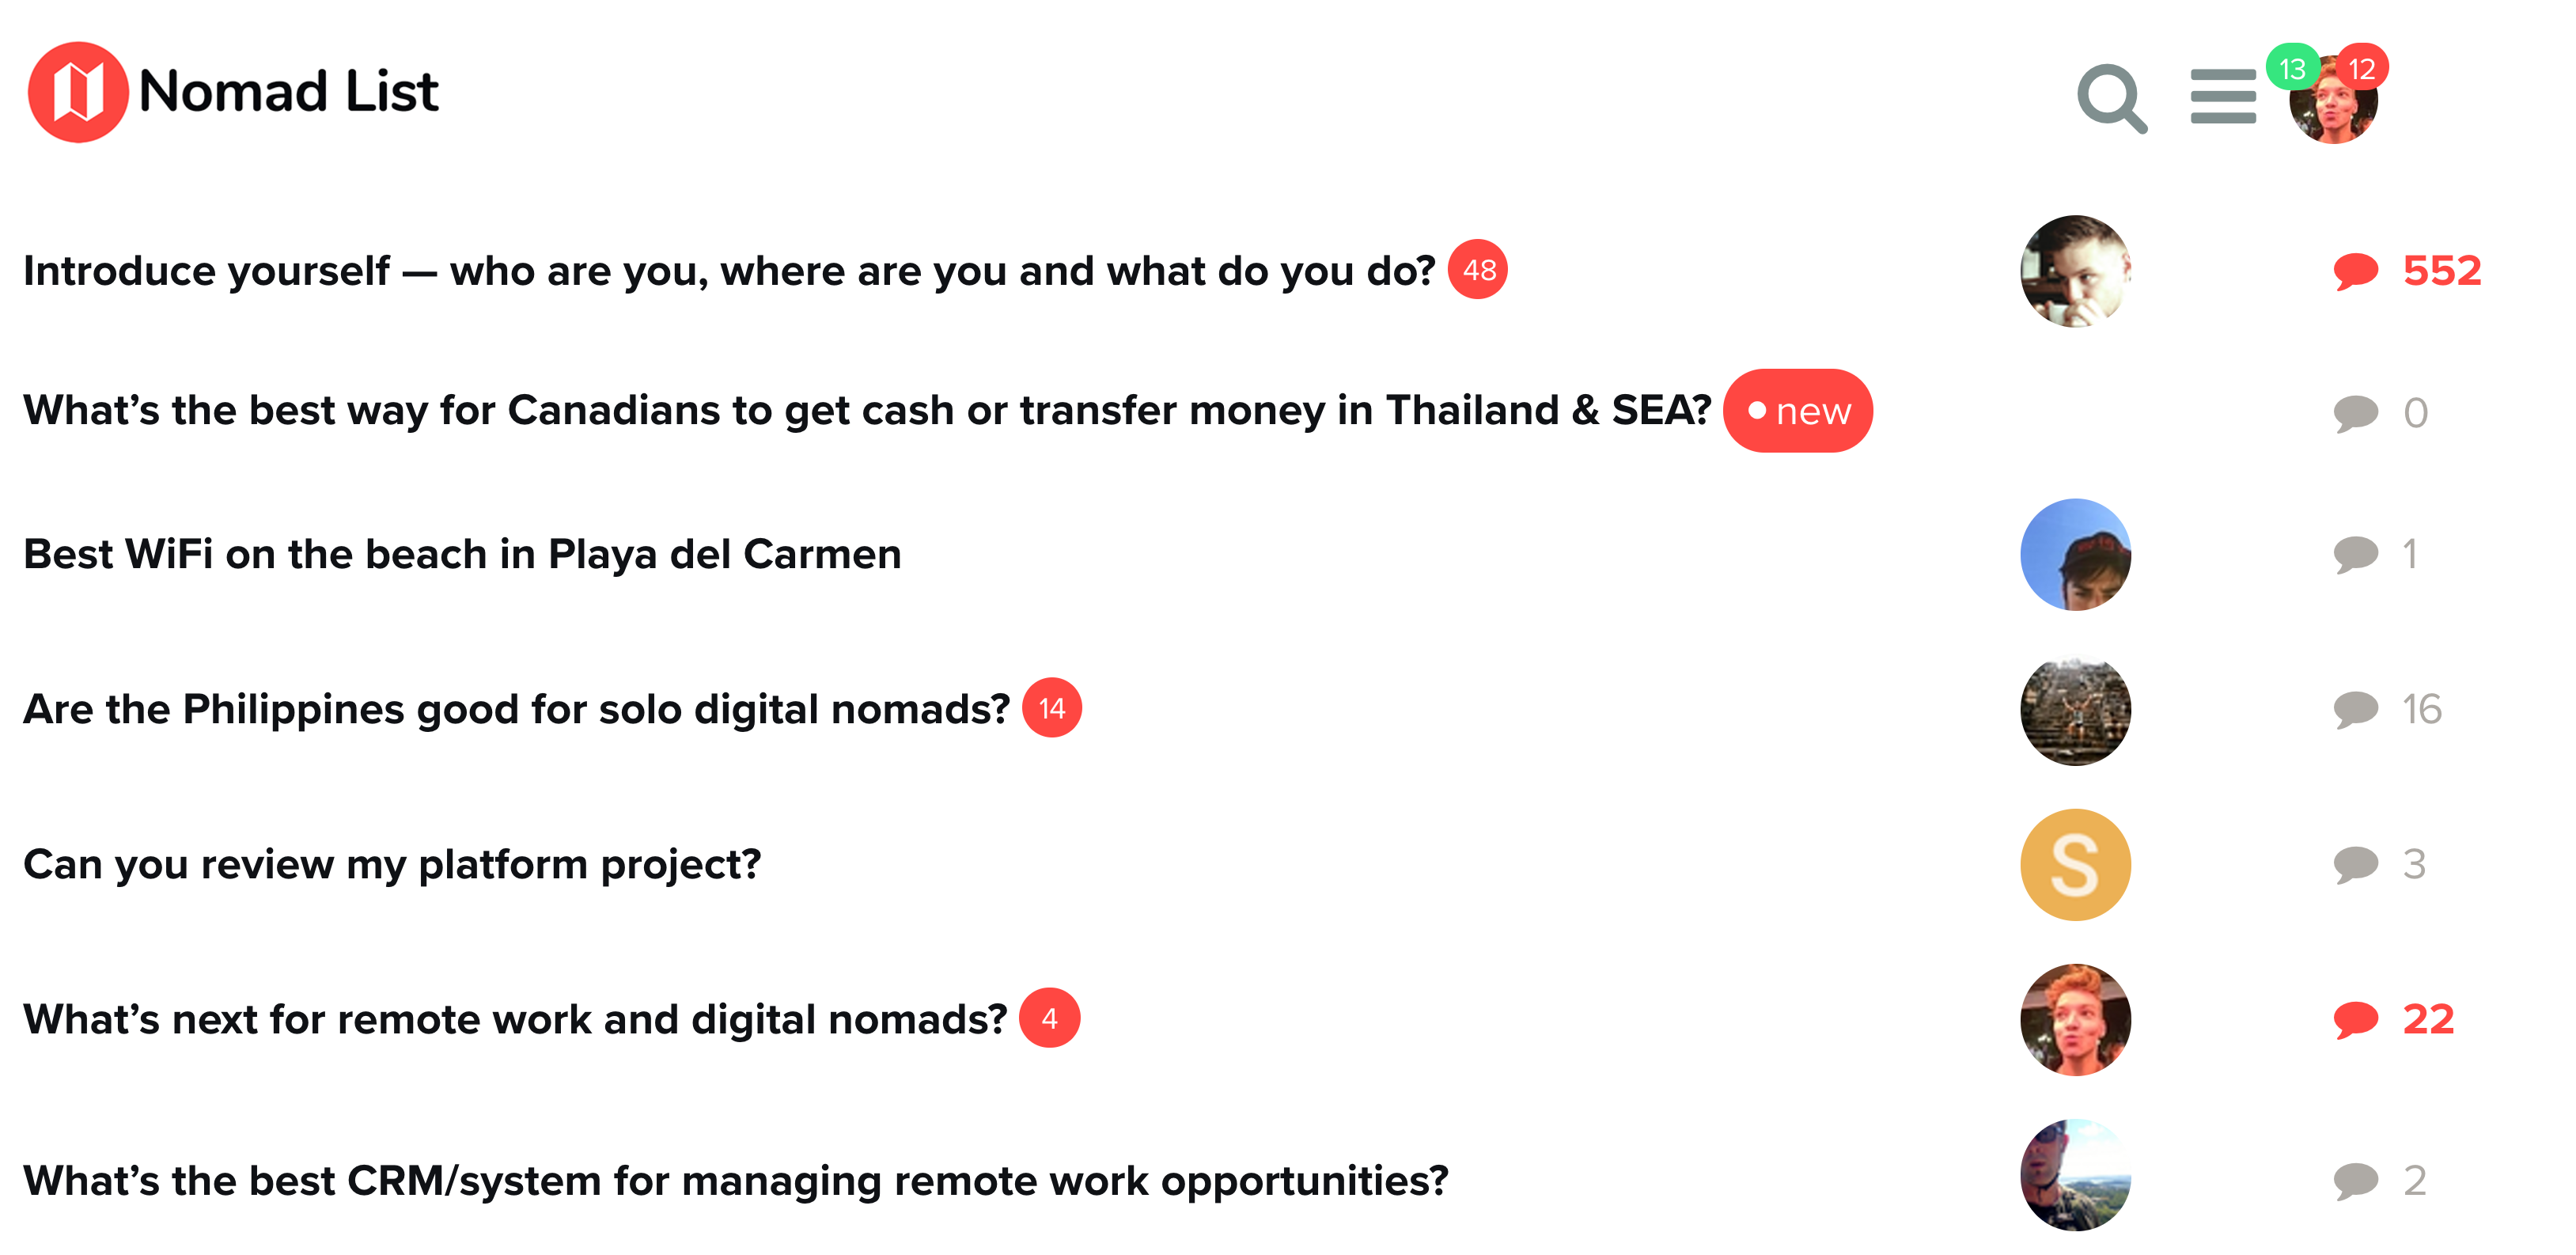 Nomad List
13 12
Introduce yourself — who are you, where are you and what do you do? 48 552
What’s the best way for Canadians to get cash or transfer money in Thailand & SEA? • new 0
Best WiFi on the beach in Playa del Carmen 1
Are the Philippines good for solo digital nomads? 14 16
Can you review my platform project? S 3
What’s next for remote work and digital nomads? 4 22
What’s the best CRM/system for managing remote work opportunities? 2